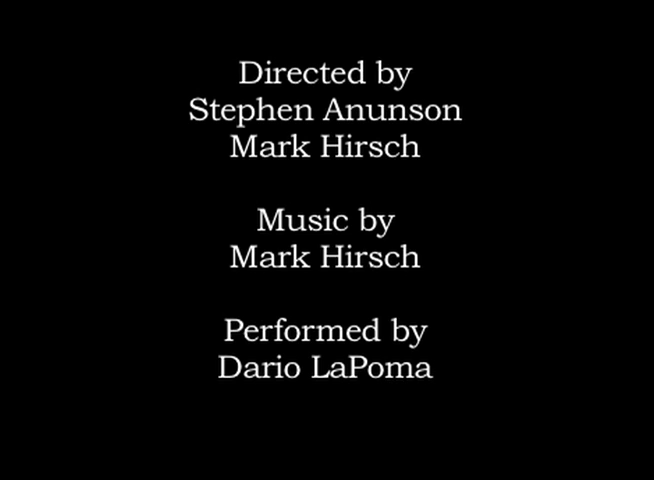 Directed by
Stephen Anunson
Mark Hirsch
Music by
Mark Hirsch
Performed by
Dario LaPoma